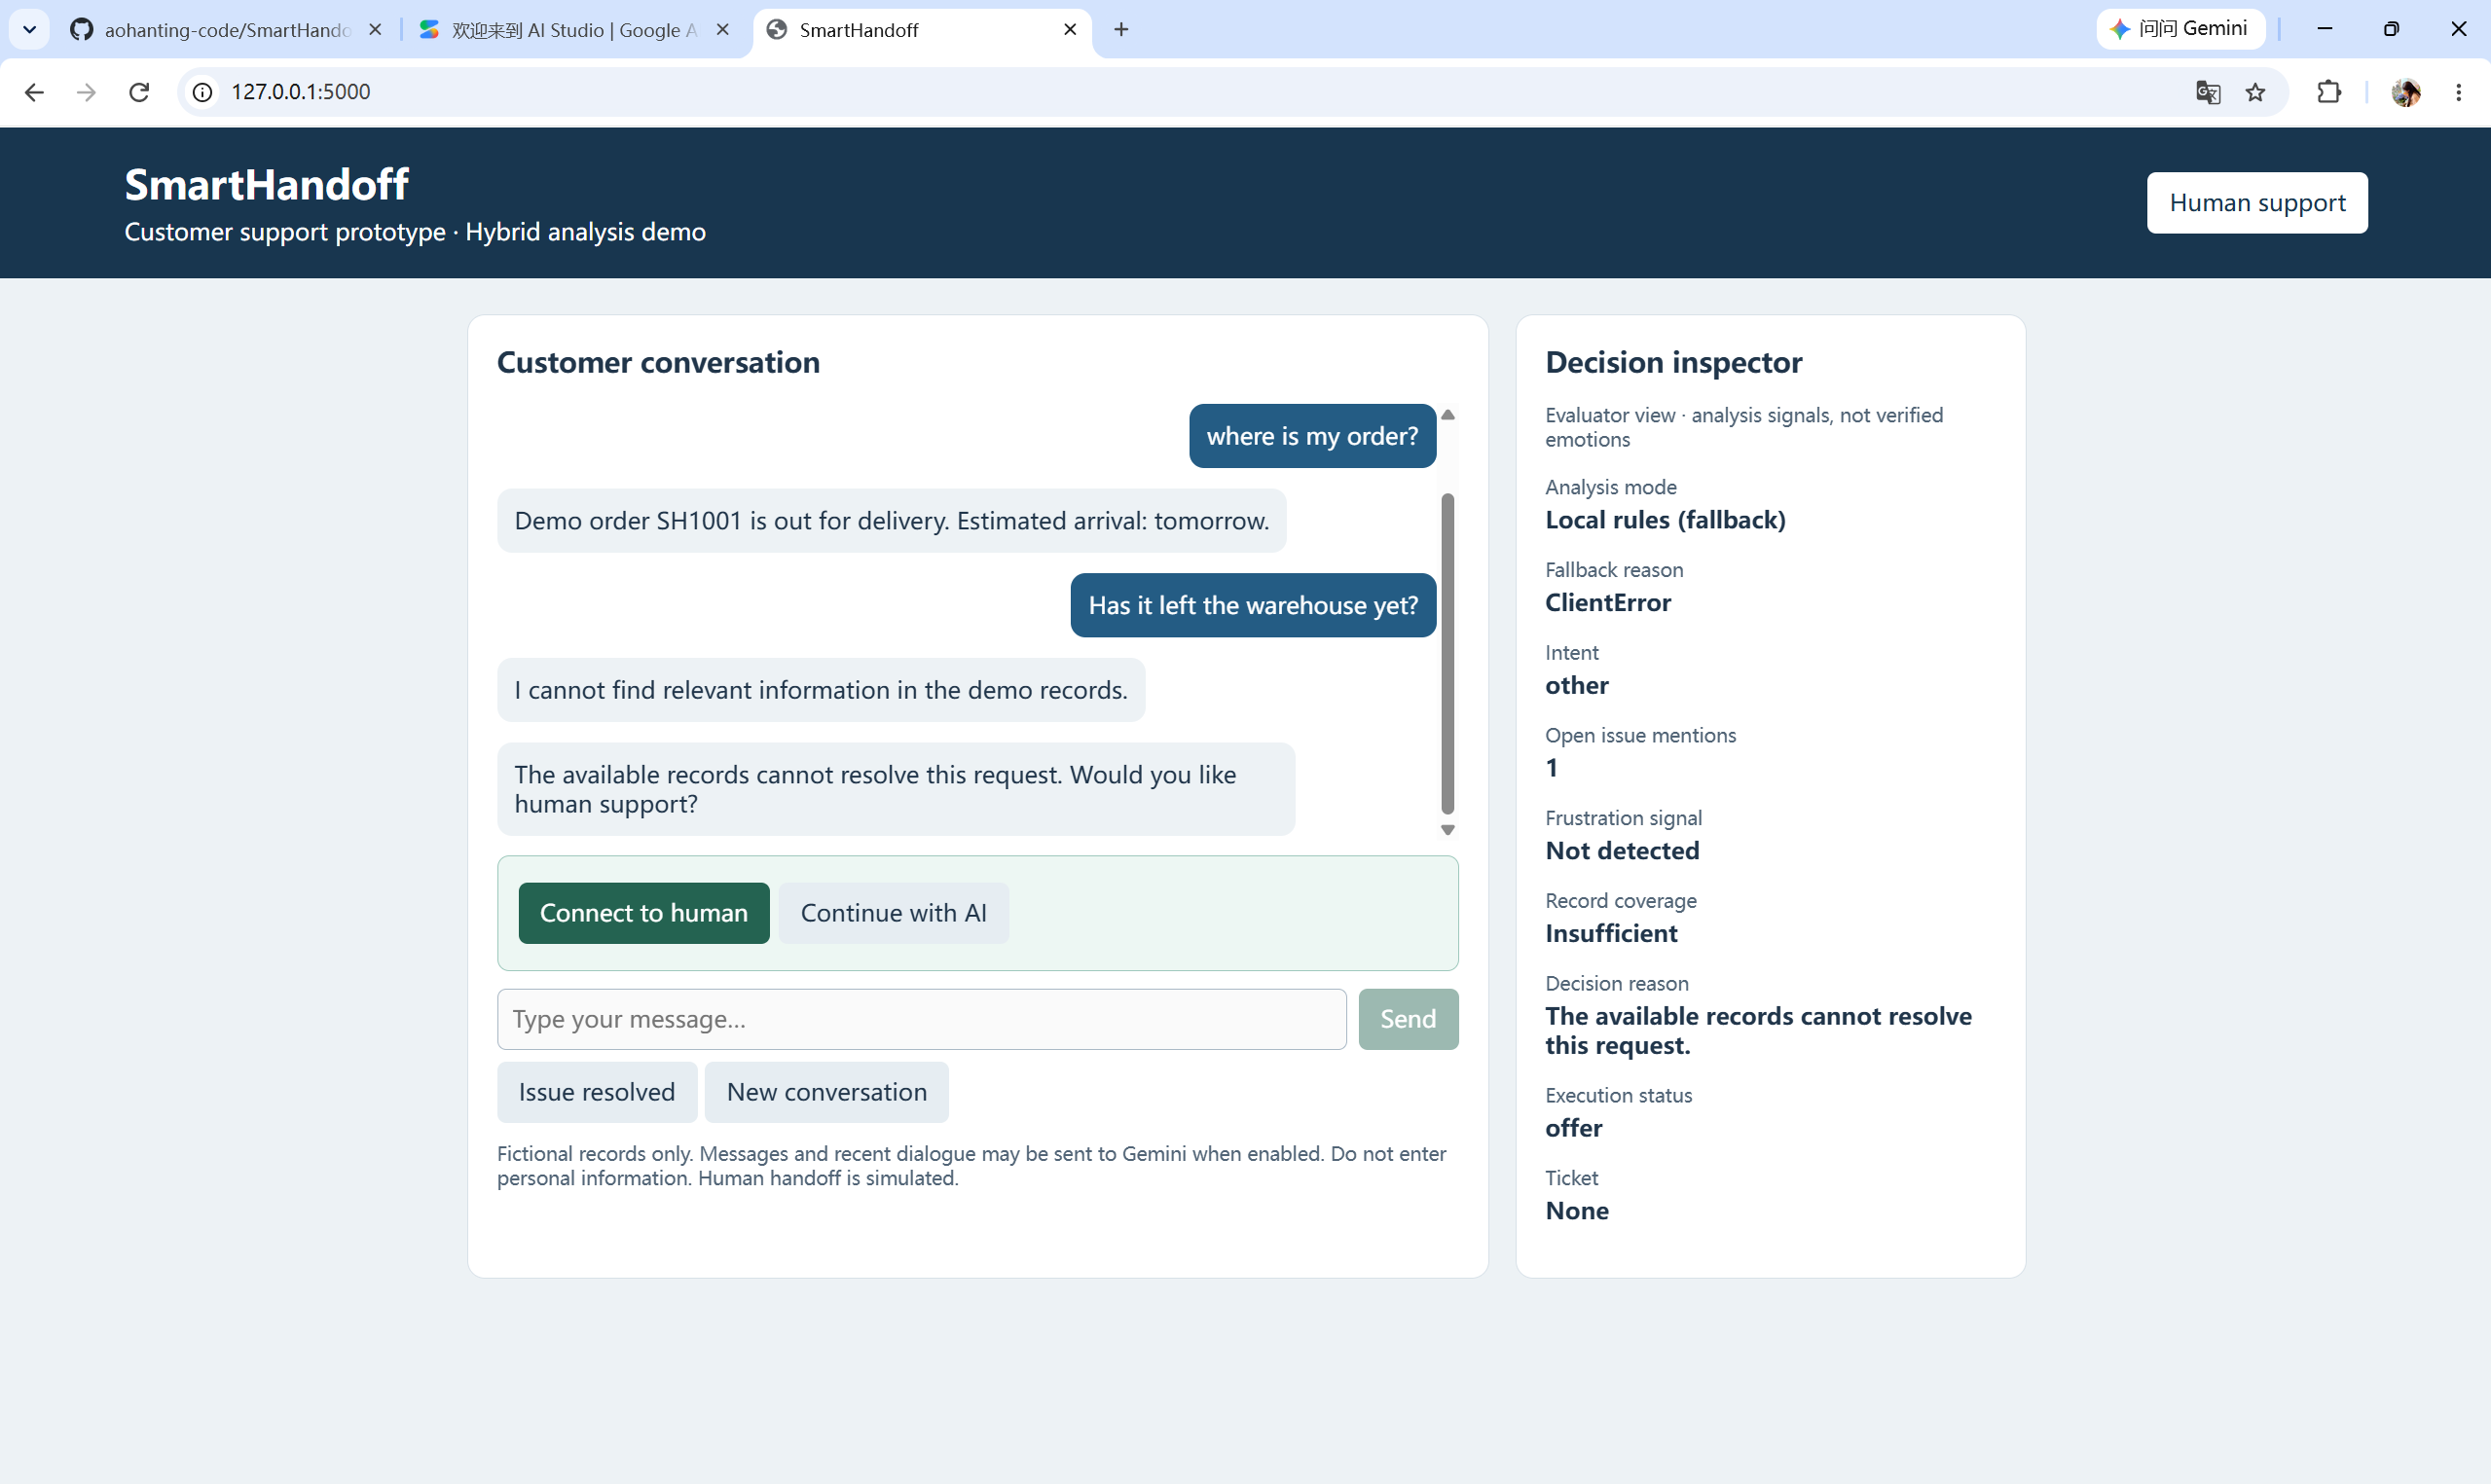 aohanting-code/SmartHando
欢迎来到 AI Studio | Google A
SmartHandoff
问问 Gemini
127.0.0.1:5000
SmartHandoff
Customer support prototype · Hybrid analysis demo
Human support
Customer conversation
where is my order?
Demo order SH1001 is out for delivery. Estimated arrival: tomorrow.
Has it left the warehouse yet?
I cannot find relevant information in the demo records.
The available records cannot resolve this request. Would you like
human support?
Connect to human
Continue with AI
Type your message...
Send
Issue resolved
New conversation
Fictional records only. Messages and recent dialogue may be sent to Gemini when enabled. Do not enter
personal information. Human handoff is simulated.
Decision inspector
Evaluator view · analysis signals, not verified
emotions
Analysis mode
Local rules (fallback)
Fallback reason
ClientError
Intent
other
Open issue mentions
1
Frustration signal
Not detected
Record coverage
Insufficient
Decision reason
The available records cannot resolve
this request.
Execution status
offer
Ticket
None